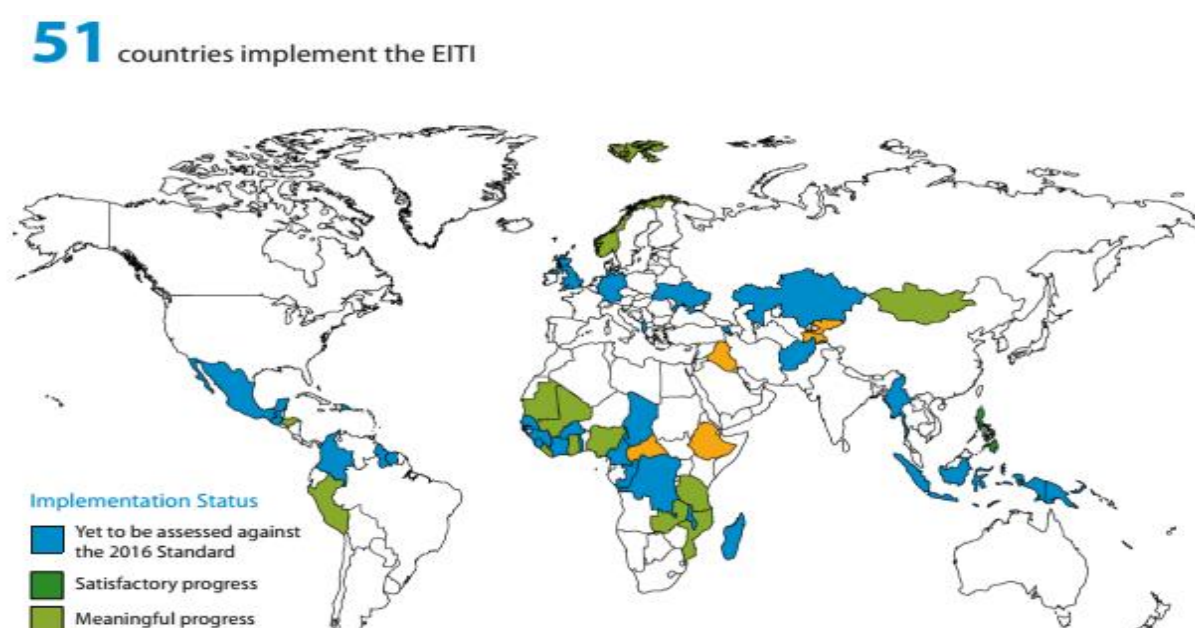 51 countries implement the EITI
Implementation Status
Yet to be assessed against
the 2016 Standard
Satisfactory progress
Meaningful progress